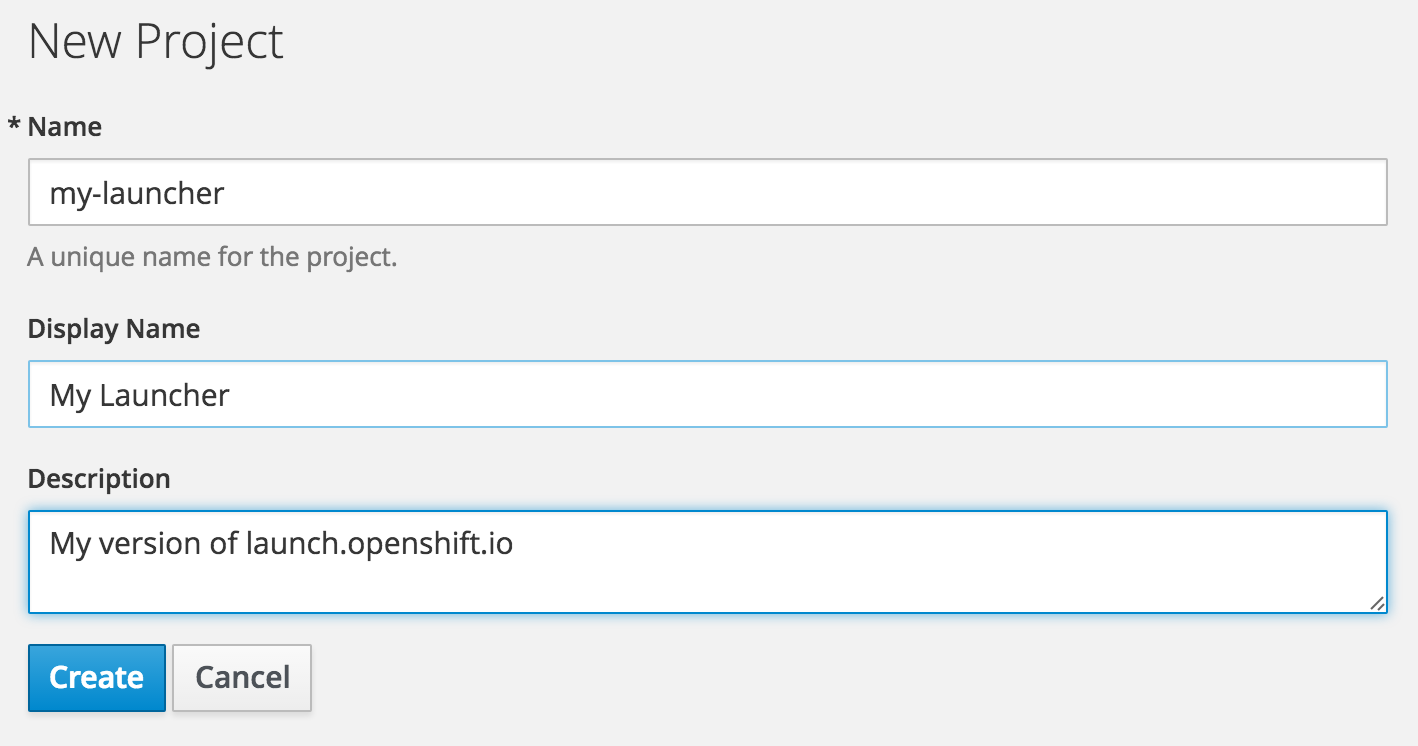 New Project
* Name
my-launcher
A unique name for the project.
Display Name
My Launcher
Description
My version of launch.openshift.io
Create Cancel